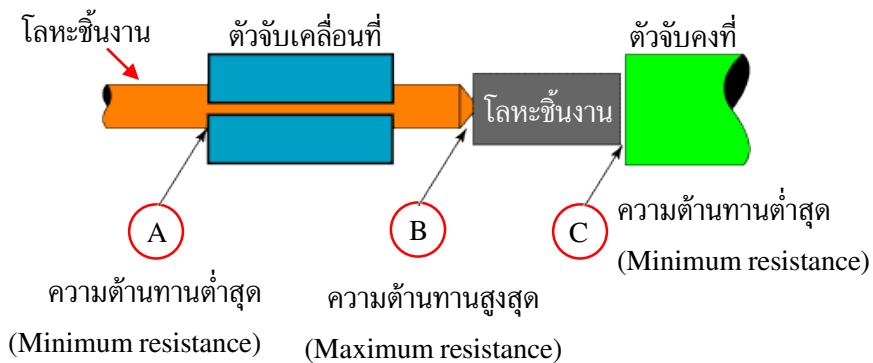 โลหะชิ้นงาน
ตัวจับเคลื่อนที่
ตัวจับคงที่
โลหะชิ้นงาน
A
B
C
ความต้านทานต่ำสุด
(Minimum resistance)
ความต้านทานสูงสุด
(Maximum resistance)
ความต้านทานต่ำสุด
(Minimum resistance)